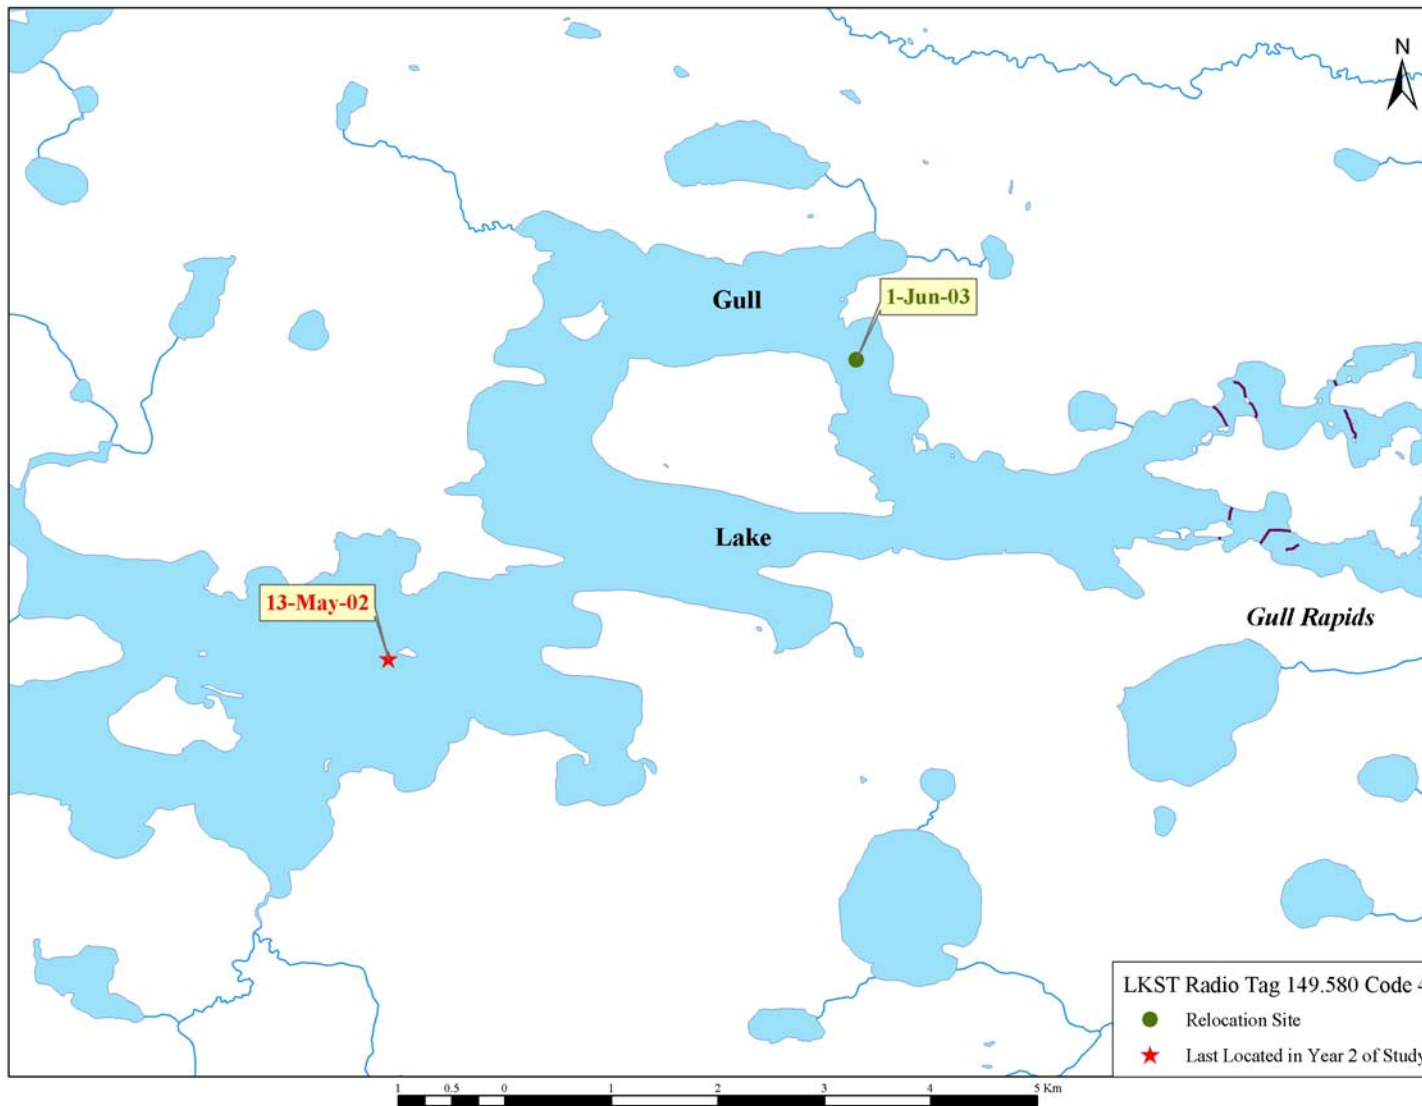 N
Gull
1-Jun-03
Lake
13-May-02
Gull Rapids
LKST Radio Tag 149.580 Code 4
Relocation Site
Last Located in Year 2 of Study
1 0.5 0 1 2 3 4 5 Km